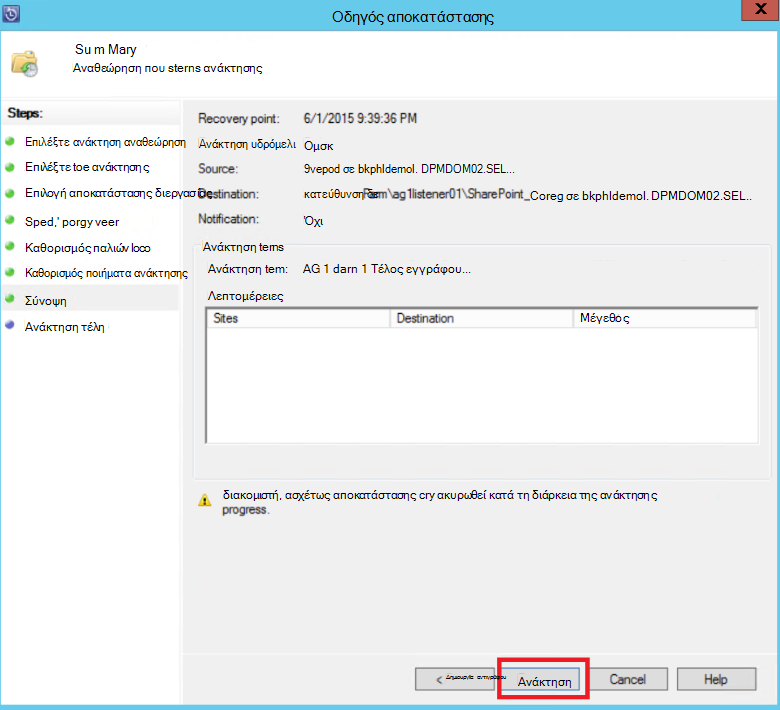 Οδηγός αποκατάστασης
X
Su m Mary
Αναθεώρηση που sterns ανάκτησης
Steps:
Επιλέξτε ανάκτηση αναθεώρηση
Επιλέξτε toe ανάκτησης
Επιλογή αποκατάστασης διεργασίας
Sped,' porgy veer
Καθορισμός παλιών loco
Καθορισμός ποιήματα ανάκτησης
Σύνοψη
Ανάκτηση τέλη
Recovery point: 6/1/2015 9:39:36 PM
Ανάκτηση υδρόμελι Ομσκ
Source: 9vepod σε bkphldemol. DPMDOM02.SEL...
Destination: κατεύθυνση \ag1listener01\SharePoint_Coreg σε bkphldemol. DPMDOM02.SEL..
Notification: Όχι
Ανάκτηση tems
Ανάκτηση tem: AG 1 darn 1 Τέλος εγγράφου...
Λεπτομέρειες
Sites Destination Μέγεθος
διακομιστή, ασχέτως αποκατάστασης cry ακυρωθεί κατά τη διάρκεια της ανάκτησης
progress.
< Δημιουργία αντιγράφου Ανάκτηση Cancel Help